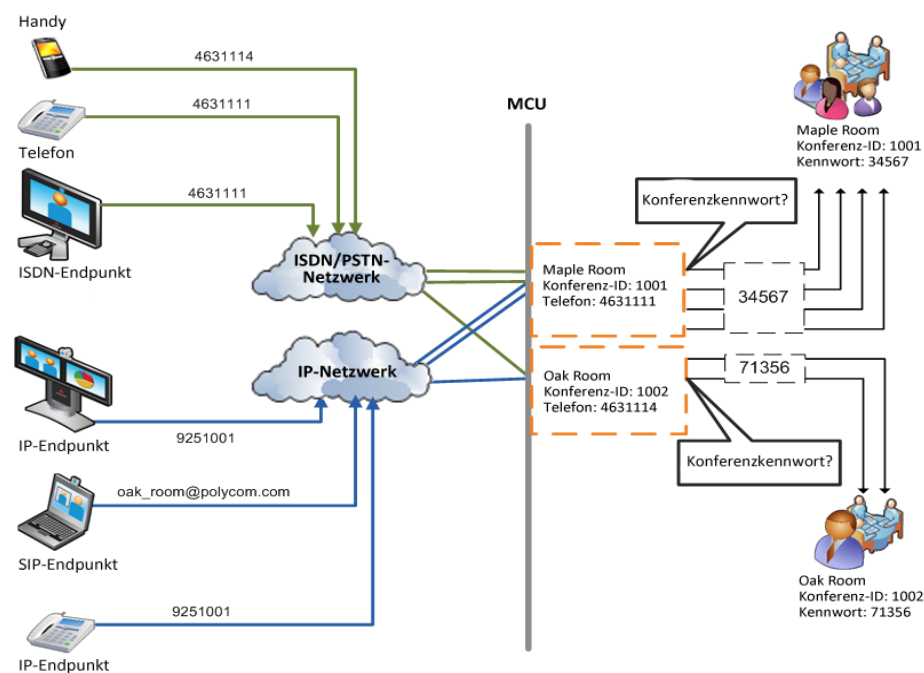 Handy
4631114
4631111
Telefon
4631111
ISDN-Endpunkt
ISDN/PSTN-
Netzwerk
IP-Netzwerk
IP-Endpunkt
9251001
oak_room@polycom.com
SIP-Endpunkt
9251001
IP-Endpunkt
MCU
Maple Room
Konferenz-ID: 1001
Telefon: 4631111
Oak Room
Konferenz-ID: 1002
Telefon: 4631114
Konferenzkennwort?
34567
71356
Konferenzkennwort?
Maple Room
Konferenz-ID: 1001
Kennwort: 34567
Oak Room
Konferenz-ID: 1002
Kennwort: 71356